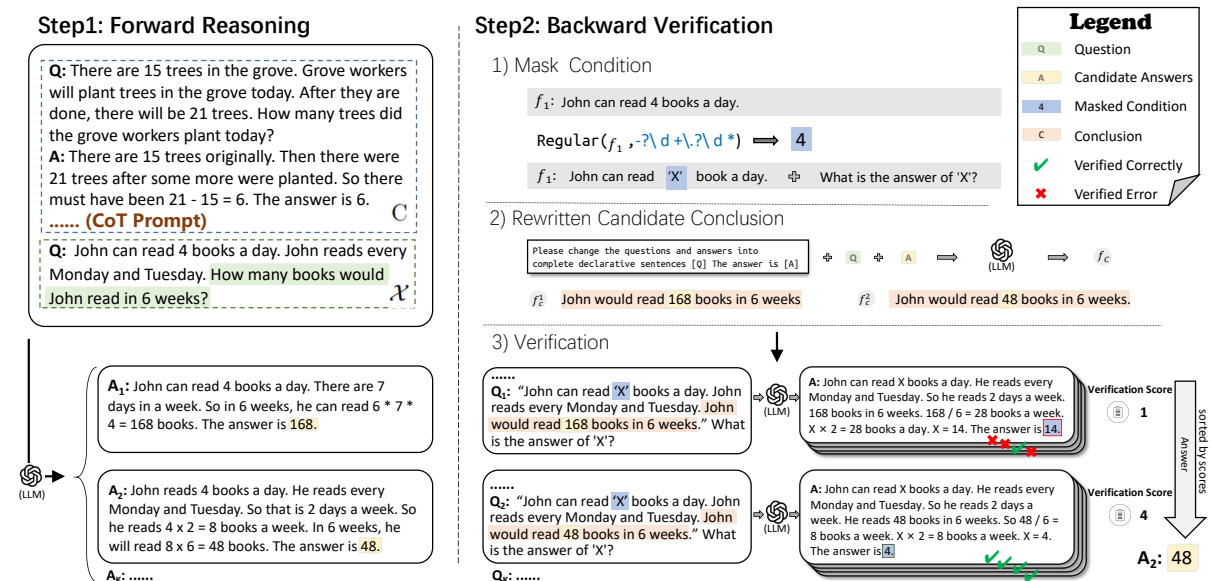 Step1: Forward Reasoning
Q: There are 15 trees in the grove. Grove workers
will plant trees in the grove today. After they are
done, there will be 21 trees. How many trees did
the grove workers plant today?
A: There are 15 trees originally. Then there were
21 trees after some more were planted. So there
must have been 21 - 15 = 6. The answer is 6.
...... (CoT Prompt)
C
Q: John can read 4 books a day. John reads every
Monday and Tuesday. How many books would
John read in 6 weeks?
X
(LLM)
A1: John can read 4 books a day. There are 7
days in a week. So in 6 weeks, he can read 6 * 7 *
4 = 168 books. The answer is 168.
A2: John reads 4 books a day. He reads every
Monday and Tuesday. So that is 2 days a week. So
he reads 4 x 2 = 8 books a week. In 6 weeks, he
will read 8 x 6 = 48 books. The answer is 48.
AK: ......
Step2: Backward Verification
1) Mask Condition
f1: John can read 4 books a day.
Regular(f1 ,-?\ d +\.?\ d *) ⟹ 4
f1: John can read 'X' book a day. + What is the answer of 'X'?
2) Rewritten Candidate Conclusion
Please change the questions and answers into
complete declarative sentences [Q] The answer is [A]
+ Q + A ⟹ (LLM) ⟹ fc
fc1 John would read 168 books in 6 weeks
fc2 John would read 48 books in 6 weeks.
3) Verification
......
Q1: “John can read 'X' books a day. John
reads every Monday and Tuesday. John
would read 168 books in 6 weeks.” What
is the answer of 'X'?
(LLM)
A: John can read X books a day. He reads every
Monday and Tuesday. So he reads 2 days a week.
168 books in 6 weeks. 168 / 6 = 28 books a week.
X × 2 = 28 books a day. X = 14. The answer is 14.
Verification Score
1
......
Q2: “John can read 'X' books a day. John
reads every Monday and Tuesday. John
would read 48 books in 6 weeks.” What
is the answer of 'X'?
(LLM)
A: John can read X books a day. He reads every
Monday and Tuesday. So he reads 2 days a
week. He reads 48 books in 6 weeks. So 48 / 6 =
8 books a week. X × 2 = 8 books a week. X = 4.
The answer is 4.
Verification Score
4
QK: ......
Answer
sorted by scores
A2: 48
Legend
Q Question
A Candidate Answers
4 Masked Condition
C Conclusion
✔ Verified Correctly
✖ Verified Error